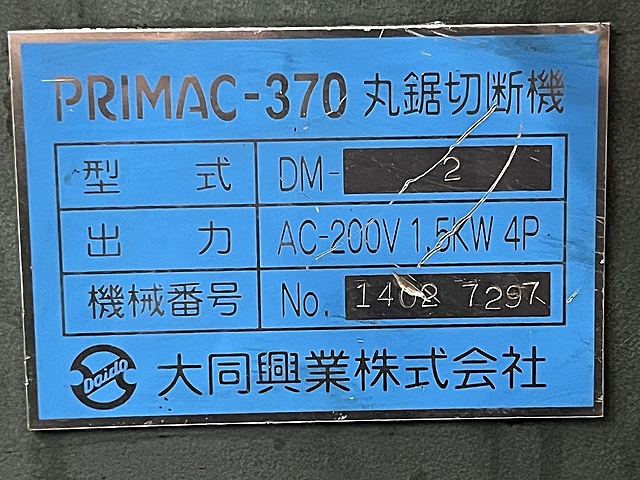 PRIMAC-370 丸鋸切断機
型式 DM-2
出力 AC-200V 1.5KW 4P
機械番号 No. 1402 7297
Daido 大同興業株式会社